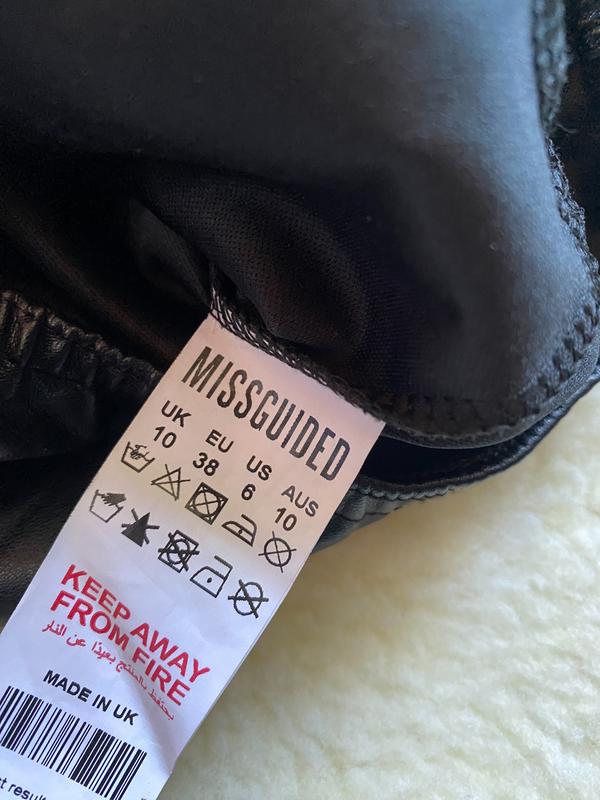 MISSGUIDED
UK EU US AUS
10 38 6 10
KEEP AWAY
FROM FIRE
يحتفظ بالمنتج بعيدًا عن النار
MADE IN UK